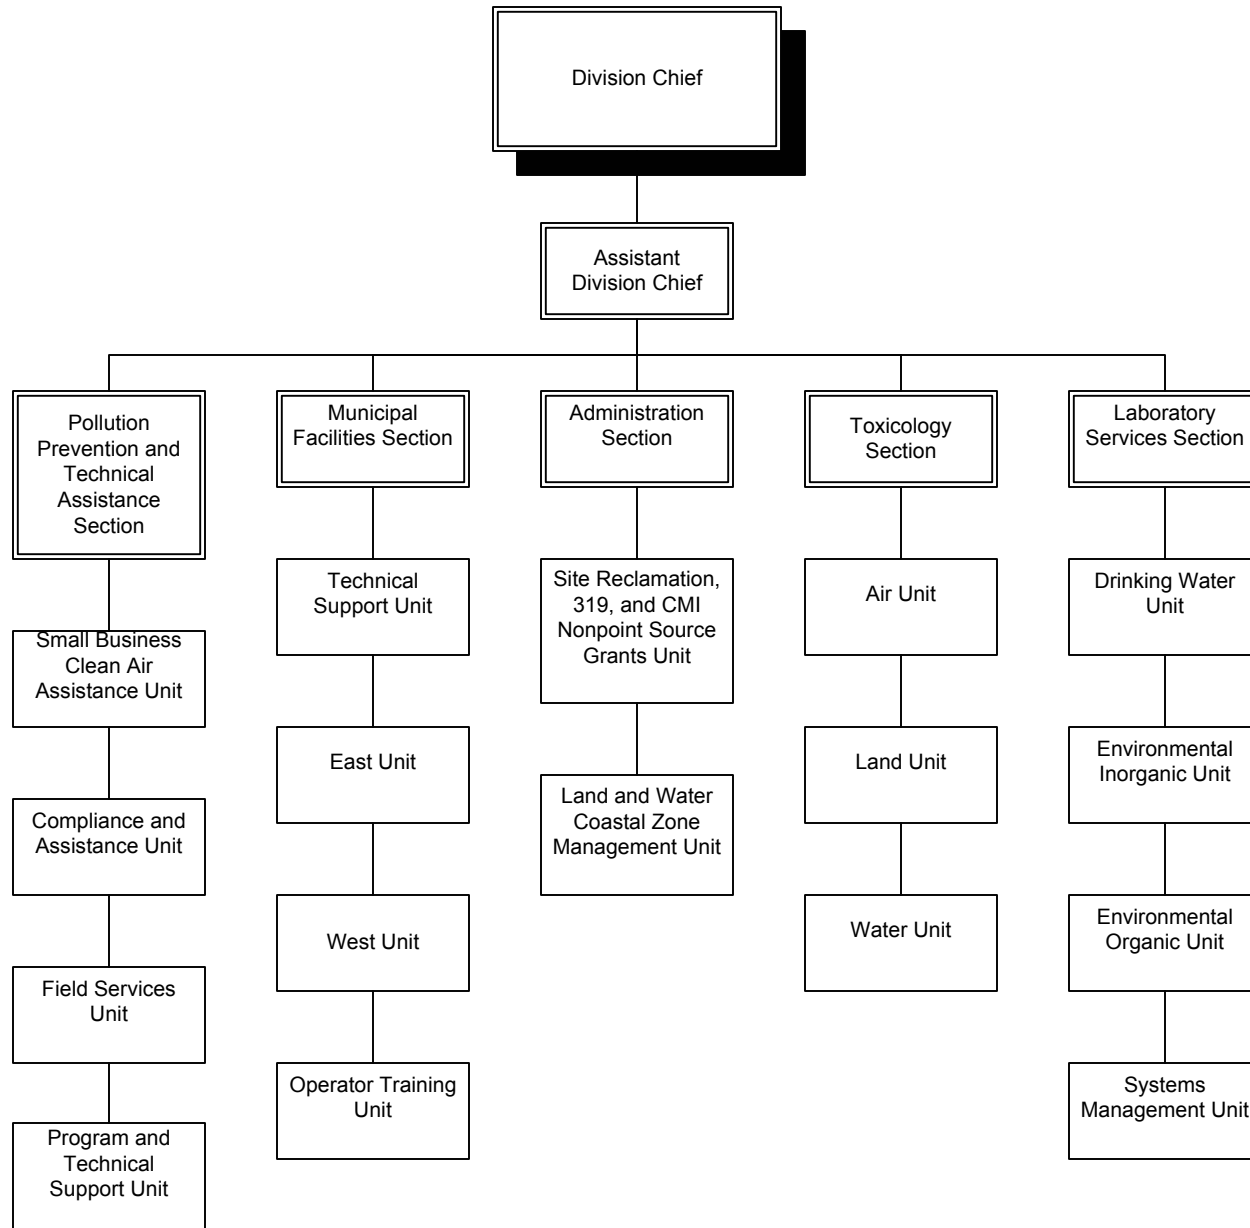 Division Chief
Assistant
Division Chief
Pollution
Prevention and
Technical
Assistance
Section
Municipal
Facilities Section
Administration
Section
Toxicology
Section
Laboratory
Services Section
Small Business
Clean Air
Assistance Unit
Compliance and
Assistance Unit
Field Services
Unit
Program and
Technical
Support Unit
Technical
Support Unit
East Unit
West Unit
Operator Training
Unit
Site Reclamation,
319, and CMI
Nonpoint Source
Grants Unit
Land and Water
Coastal Zone
Management Unit
Air Unit
Land Unit
Water Unit
Drinking Water
Unit
Environmental
Inorganic Unit
Environmental
Organic Unit
Systems
Management Unit